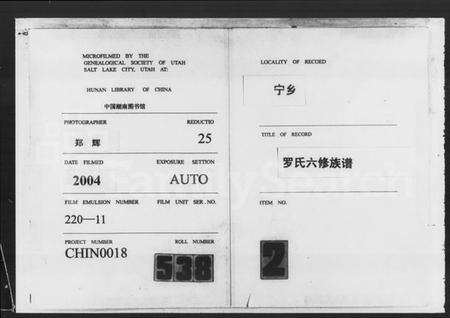 MICROFILMED BY THE
GENEALOGICAL SOCIETY OF UTAH
SALT LAKE CITY, UTAH AT:
HUNAN LIBRARY OF CHINA
中国湖南图书馆
PHOTOGRAPHER REDUCTIO
郑辉 25
DATE FILMED EXPOSURE SETTION
2004 AUTO
FILM EMULSION NUMBER FILM UNIT SER. NO.
220—11
PROJECT NUMBER ROLL NUMBER
CHIN0018 538
LOCALITY OF RECORD
宁乡
TITLE OF RECORD
罗氏六修族谱
ITEM NO.
2